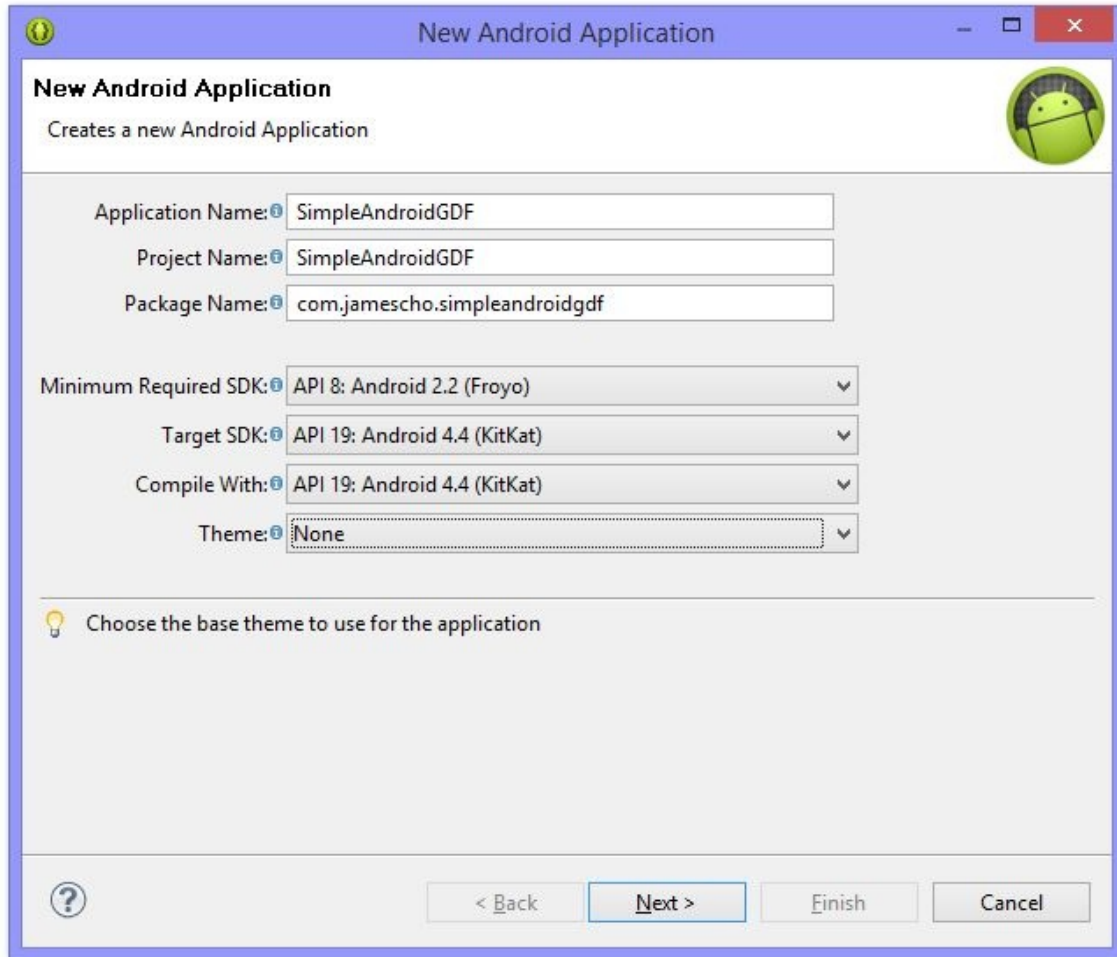 New Android Application
New Android Application
Creates a new Android Application
Application Name: SimpleAndroidGDF
Project Name: SimpleAndroidGDF
Package Name: com.jamescho.simpleandroidgdf
Minimum Required SDK: API 8: Android 2.2 (Froyo)
Target SDK: API 19: Android 4.4 (KitKat)
Compile With: API 19: Android 4.4 (KitKat)
Theme: None
Choose the base theme to use for the application
? < Back Next > Finish Cancel